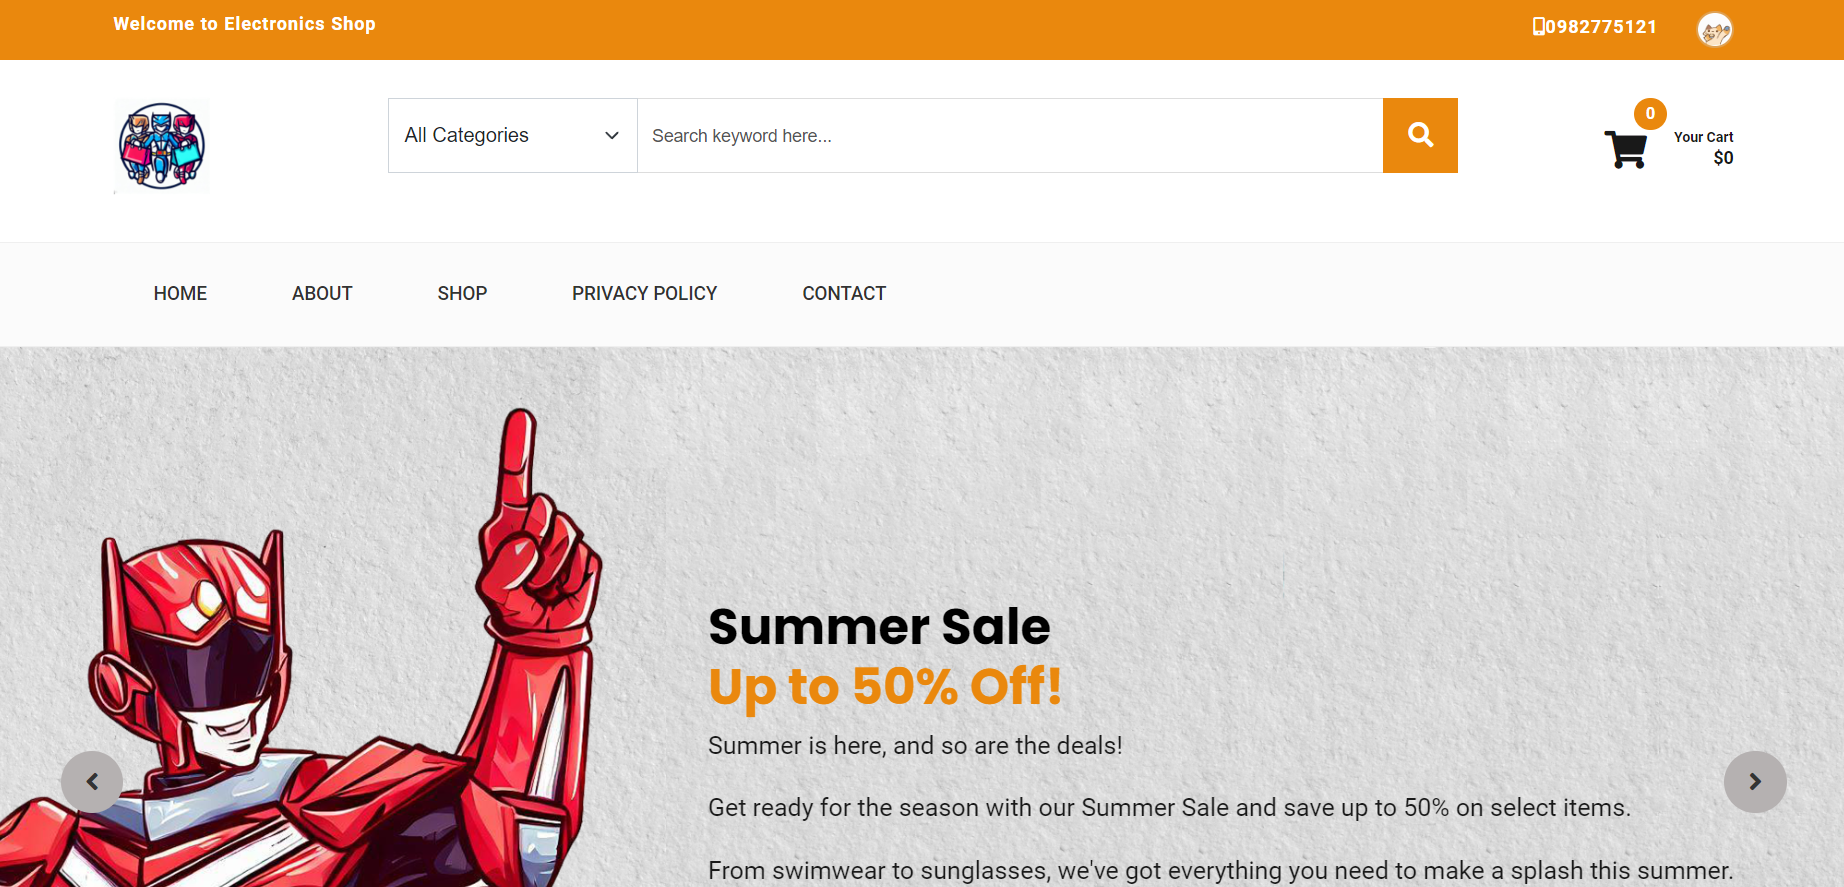 Welcome to Electronics Shop
0982775121
All Categories
Search keyword here...
0
Your Cart
$0
HOME
ABOUT
SHOP
PRIVACY POLICY
CONTACT
Summer Sale
Up to 50% Off!
Summer is here, and so are the deals!
Get ready for the season with our Summer Sale and save up to 50% on select items.
From swimwear to sunglasses, we've got everything you need to make a splash this summer.